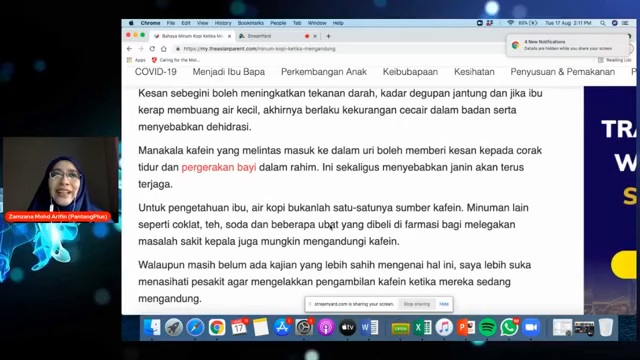 Chrome File Edit View History Bookmarks People Tab Window Help
Tue 17 Aug 2:11 PM
Bahaya Minum Kopi Ketika M
StreamYard
https://my.theasianparent.com/minum-kopi-ketika-mengandung
4 New Notifications
Details are hidden while you share your screen
Apps Caring for the Mor...
Reading List
COVID-19 Menjadi Ibu Bapa Perkembangan Anak Keibubapaan Kesihatan Penyusuan & Pemakanan
Kesan sebegini boleh meningkatkan tekanan darah, kadar degupan jantung dan jika ibu
kerap membuang air kecil, akhirnya berlaku kekurangan cecair dalam badan serta
menyebabkan dehidrasi.
Manakala kafein yang melintas masuk ke dalam uri boleh memberi kesan kepada corak
tidur dan pergerakan bayi dalam rahim. Ini sekaligus menyebabkan janin akan terus
terjaga.
Untuk pengetahuan ibu, air kopi bukanlah satu-satunya sumber kafein. Minuman lain
seperti coklat, teh, soda dan beberapa ubat yang dibeli di farmasi bagi melegakan
masalah sakit kepala juga mungkin mengandungi kafein.
Walaupun masih belum ada kajian yang lebih sahih mengenai hal ini, saya lebih suka
menasihati pesakit agar mengelakkan pengambilan kafein ketika mereka sedang
mengandung.
TRA
W
S
Zamzana Mohd Arifin (PantangPlus)
streamyard.com is sharing your screen.
Stop sharing
Hide
17